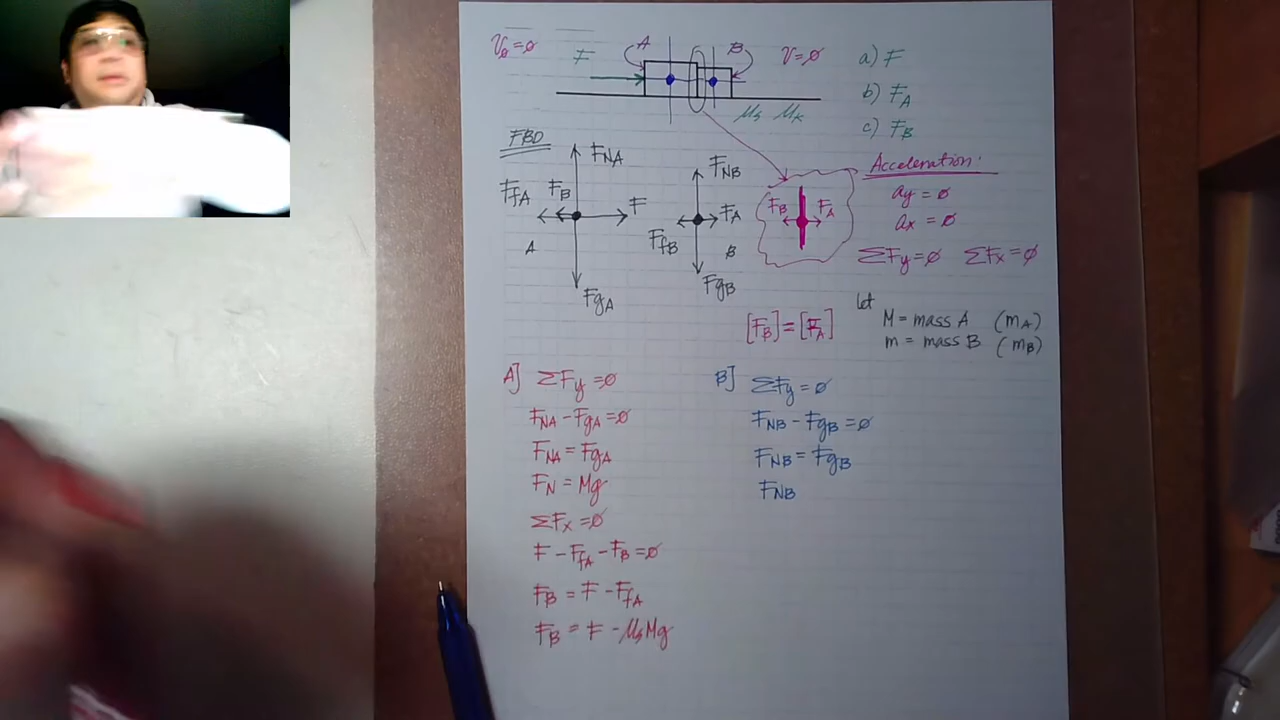 V₀=0 F A B V=0 a) F
μs μk b) F_A
c) F_B
FBD
F_NA F_NB Acceleration:
F_fA F_B F F_fB F_A F_B F_A ay=0
A B ax=0
F_gA F_gB ΣFy=0 ΣFx=0
let
[F_B]=[F_A] M = mass A (m_A)
m = mass B (m_B)
A] ΣFy=0
F_NA-F_gA=0
F_NA=F_gA
F_N=Mg
ΣFx=0
F-F_fA-F_B=0
F_B=F-F_fA
F_B=F-μsMg
B] ΣFy=0
F_NB-F_gB=0
F_NB=F_gB
F_NB